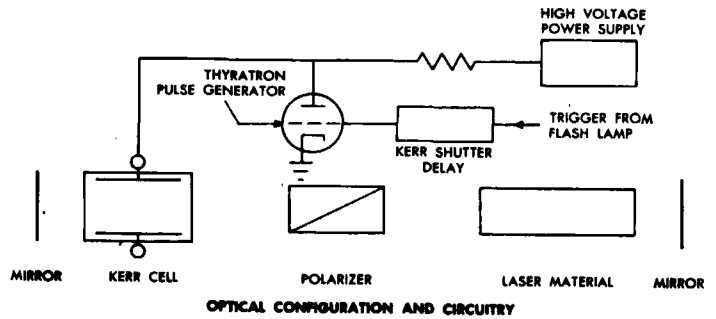 HIGH VOLTAGE
POWER SUPPLY
THYRATRON
PULSE GENERATOR
TRIGGER FROM
FLASH LAMP
KERR SHUTTER
DELAY
MIRROR
KERR CELL
POLARIZER
LASER MATERIAL
MIRROR
OPTICAL CONFIGURATION AND CIRCUITRY